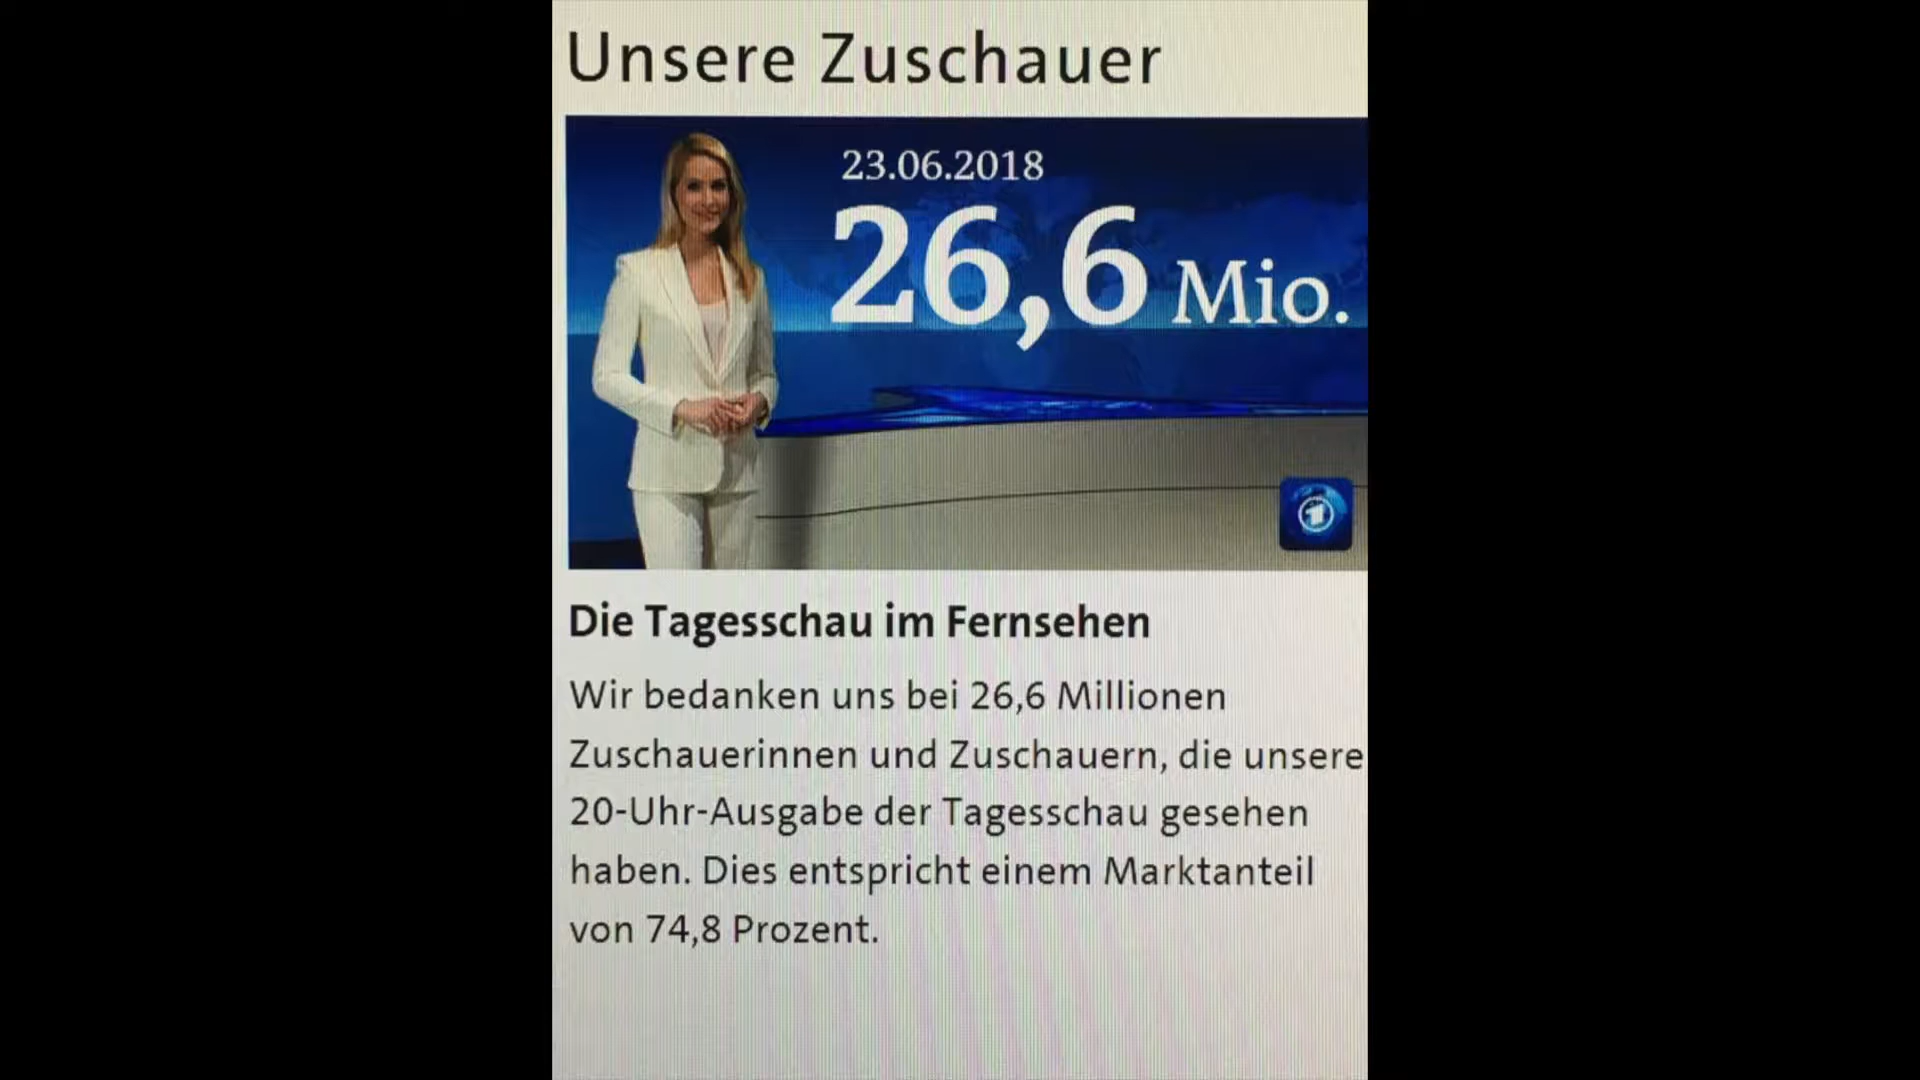 Unsere Zuschauer
23.06.2018
26,6 Mio.
1
Die Tagesschau im Fernsehen
Wir bedanken uns bei 26,6 Millionen
Zuschauerinnen und Zuschauern, die unsere
20-Uhr-Ausgabe der Tagesschau gesehen
haben. Dies entspricht einem Marktanteil
von 74,8 Prozent.